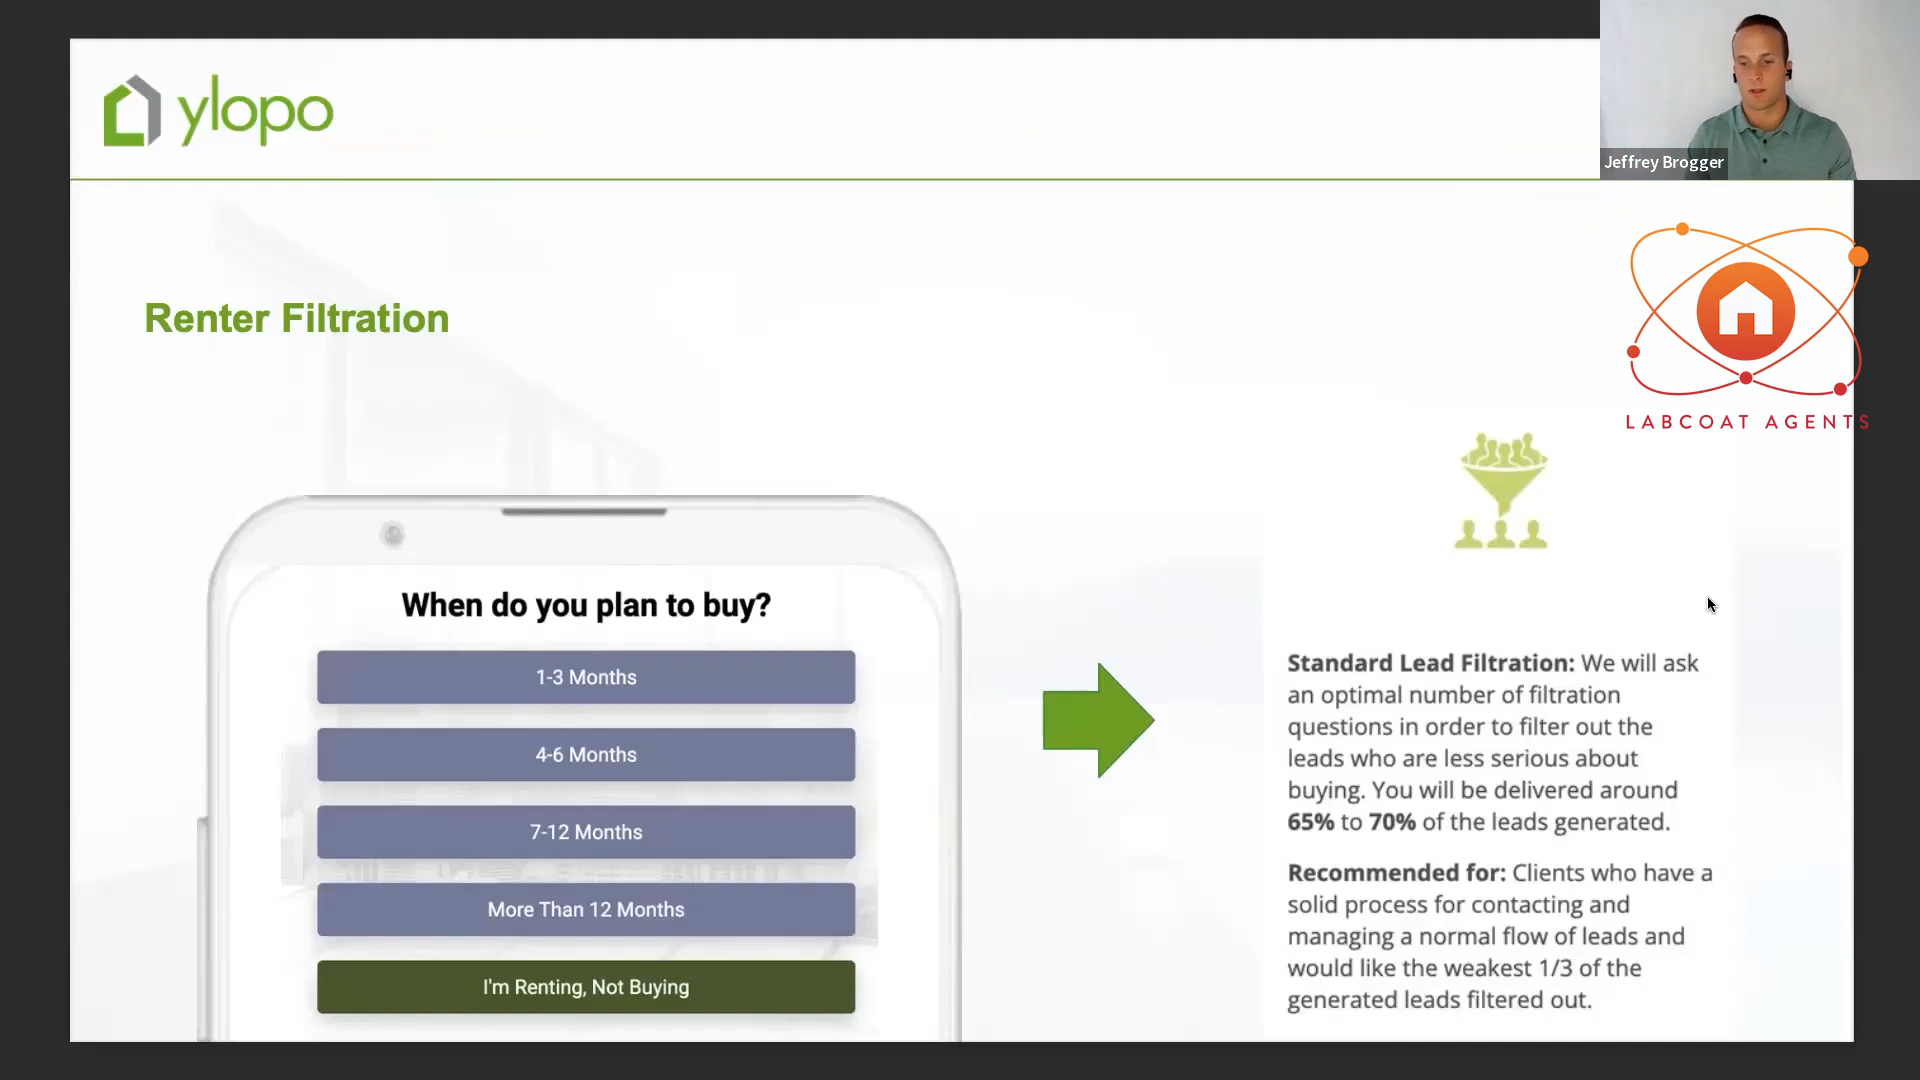 ylopo
Jeffrey Brogger
LABCOAT AGENTS
Renter Filtration
When do you plan to buy?
1-3 Months
4-6 Months
7-12 Months
More Than 12 Months
I'm Renting, Not Buying
Standard Lead Filtration: We will ask
an optimal number of filtration
questions in order to filter out the
leads who are less serious about
buying. You will be delivered around
65% to 70% of the leads generated.
Recommended for: Clients who have a
solid process for contacting and
managing a normal flow of leads and
would like the weakest 1/3 of the
generated leads filtered out.